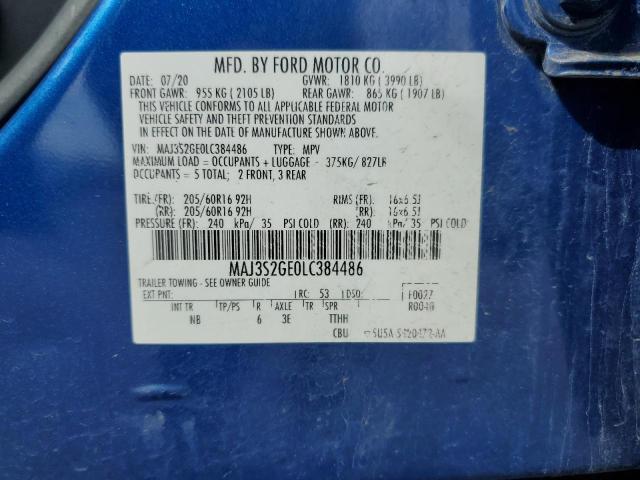 MFD. BY FORD MOTOR CO.
DATE: 07/20 GVWR: 1810 KG (3990 LB)
FRONT GAWR: 955 KG (2105 LB) REAR GAWR: 865 KG (1907 LB)
THIS VEHICLE CONFORMS TO ALL APPLICABLE FEDERAL MOTOR
VEHICLE SAFETY AND BUMPER STANDARDS
AND THEFT PREVENTION STANDARDS
IN EFFECT ON THE DATE OF MANUFACTURE SHOWN ABOVE.
VIN: MAJ3S2GE0LC384486 TYPE: MPV
MAXIMUM LOAD = OCCUPANTS + LUGGAGE - 375KG/ 827LB
OCCUPANTS = 5 TOTAL; 2 FRONT, 3 REAR
TIRE(FR): 205/60R16 92H RIMS (FR):
(RR): 205/60R16 92H (RR):
PRESSURE (FR): 240 kPa/ 35 PSI COLD (RR): 240 kPa/ 35 PSI COLD
MAJ3S2GE0LC384486
TRAILER TOWING - SEE OWNER GUIDE
EXT PNT: RC: 53 DSO:
INT TR TP/PS R AXLE TR SPR
NB 6 3E TTHH
CBU